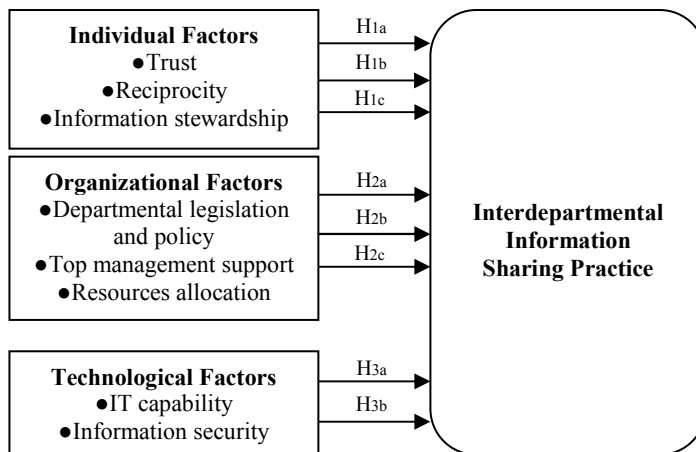 Individual Factors
●Trust
●Reciprocity
●Information stewardship
H1a
H1b
H1c
Organizational Factors
●Departmental legislation
and policy
●Top management support
●Resources allocation
H2a
H2b
H2c
Technological Factors
●IT capability
●Information security
H3a
H3b
Interdepartmental
Information
Sharing Practice